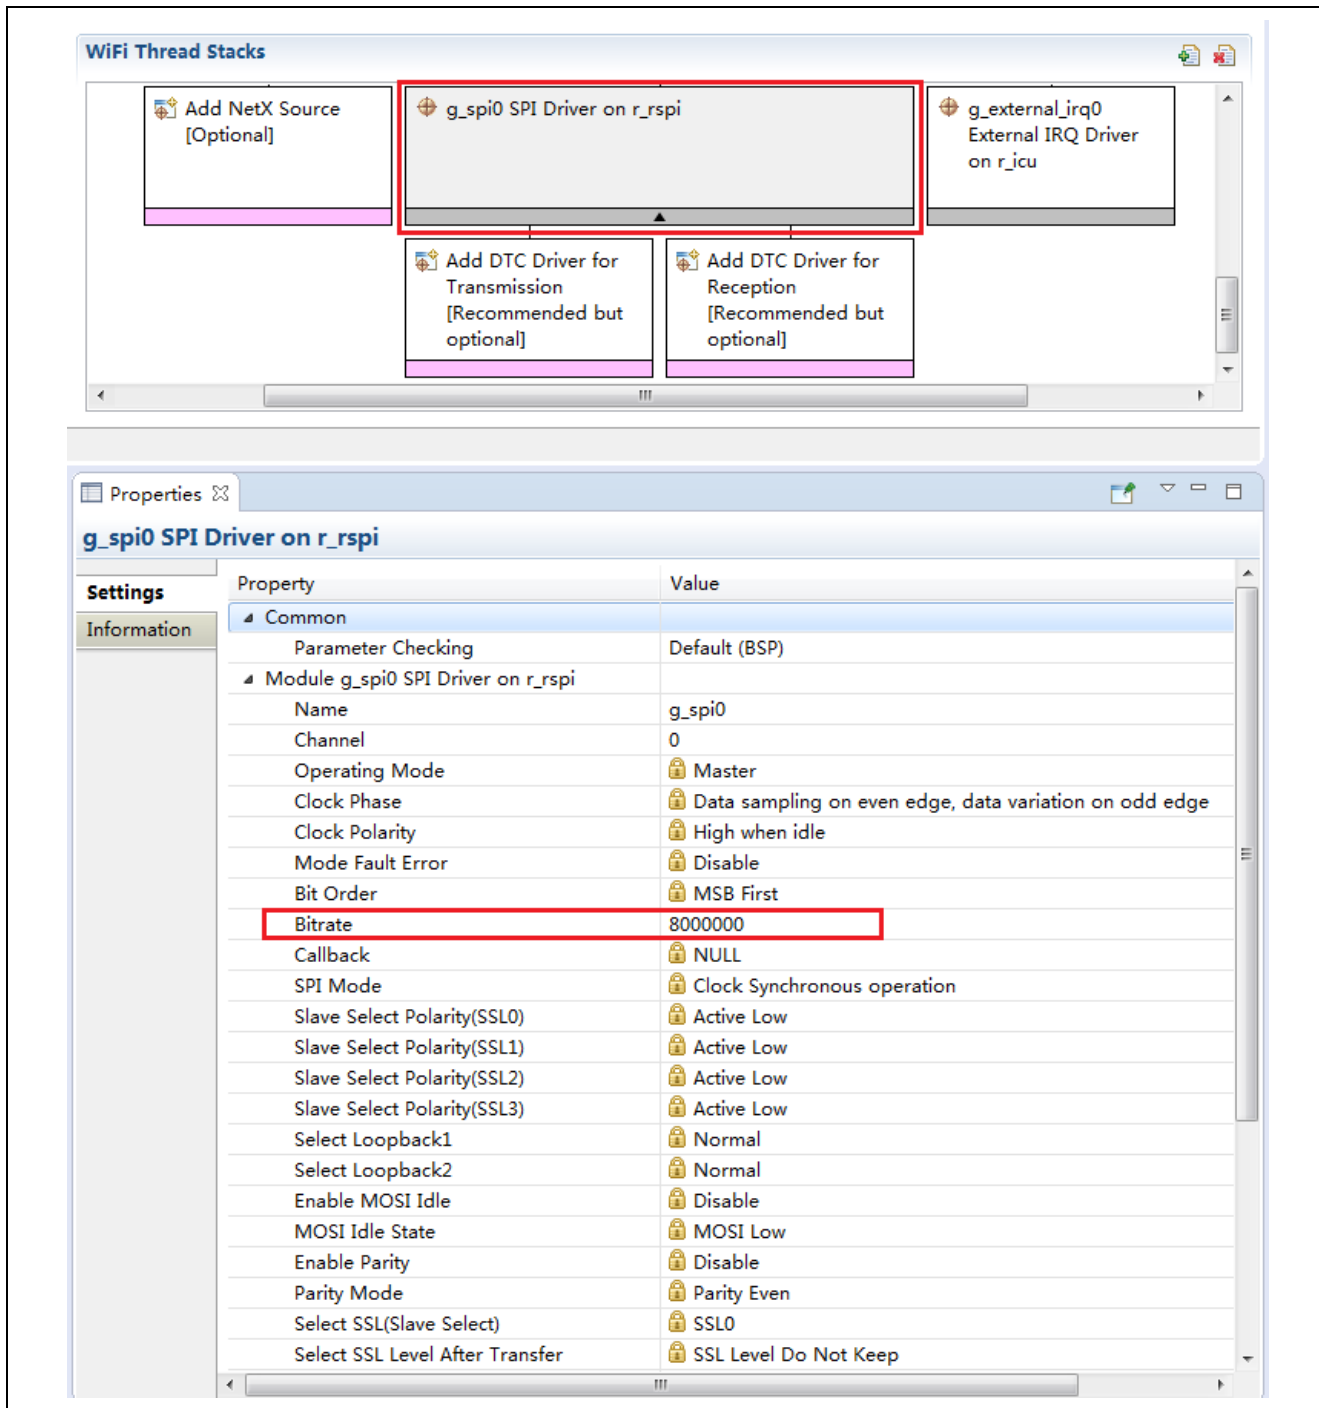 WiFi Thread Stacks
Add NetX Source
[Optional]
g_spi0 SPI Driver on r_rspi
g_external_irq0
External IRQ Driver
on r_icu
Add DTC Driver for
Transmission
[Recommended but
optional]
Add DTC Driver for
Reception
[Recommended but
optional]
Properties
g_spi0 SPI Driver on r_rspi
Settings
Information
Property Value
Common
Parameter Checking Default (BSP)
Module g_spi0 SPI Driver on r_rspi
Name g_spi0
Channel 0
Operating Mode Master
Clock Phase Data sampling on even edge, data variation on odd edge
Clock Polarity High when idle
Mode Fault Error Disable
Bit Order MSB First
Bitrate 8000000
Callback NULL
SPI Mode Clock Synchronous operation
Slave Select Polarity(SSL0) Active Low
Slave Select Polarity(SSL1) Active Low
Slave Select Polarity(SSL2) Active Low
Slave Select Polarity(SSL3) Active Low
Select Loopback1 Normal
Select Loopback2 Normal
Enable MOSI Idle Disable
MOSI Idle State MOSI Low
Enable Parity Disable
Parity Mode Parity Even
Select SSL(Slave Select) SSL0
Select SSL Level After Transfer SSL Level Do Not Keep